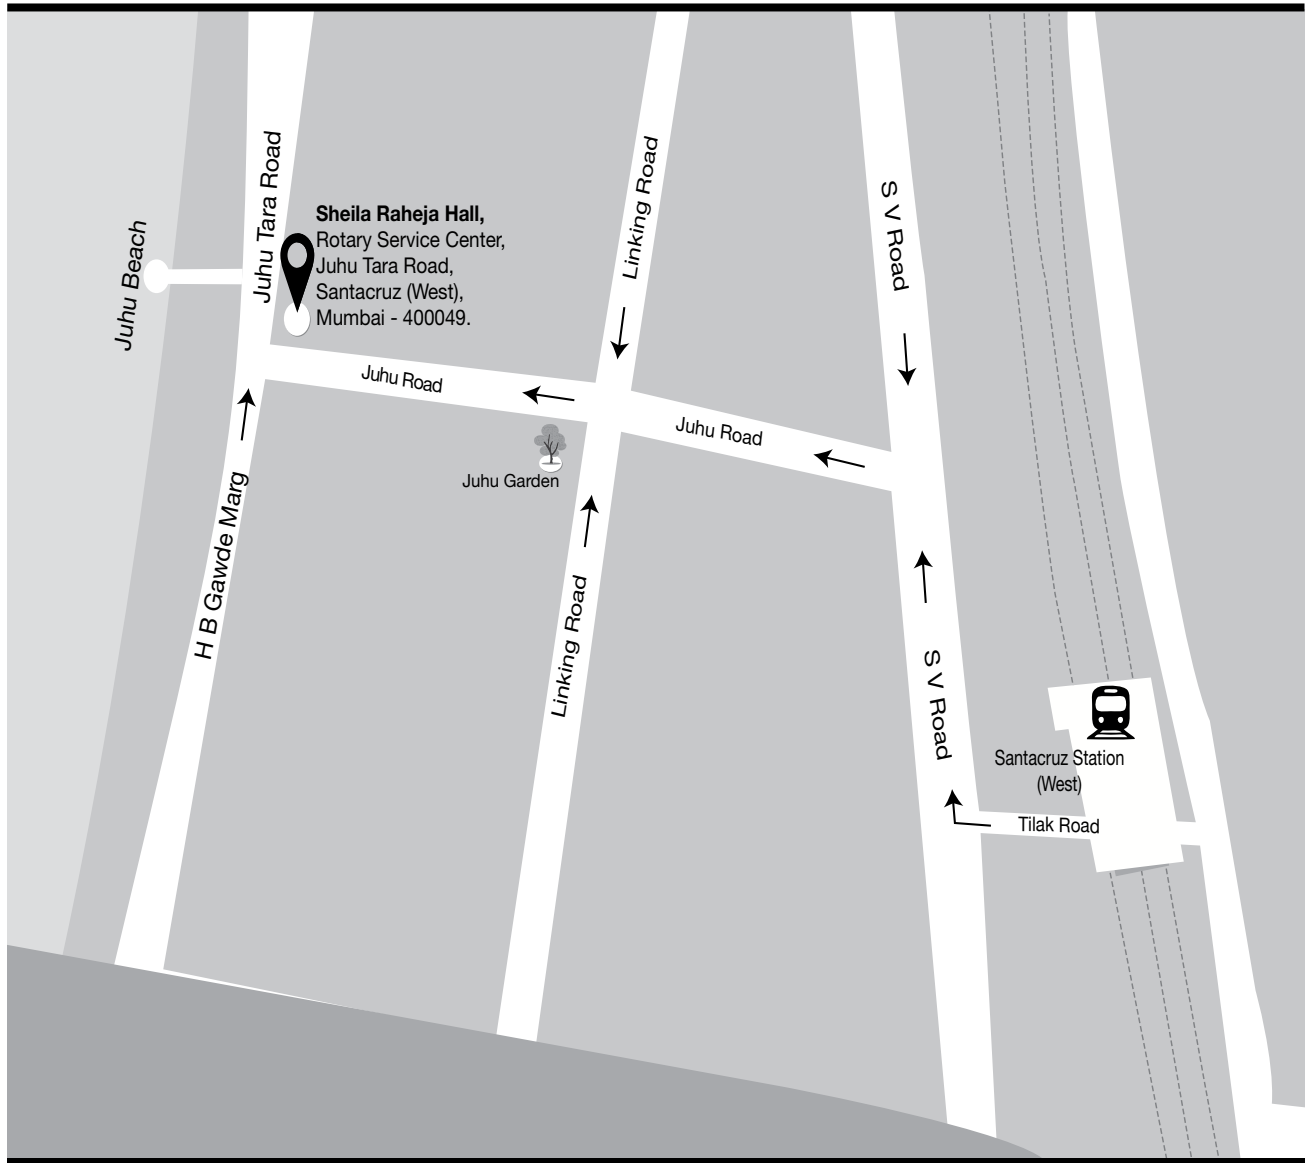 Juhu Tara Road
Linking Road
S V Road
Sheila Raheja Hall,
Rotary Service Center,
Juhu Tara Road,
Santacruz (West),
Mumbai - 400049.
Juhu Beach
Juhu Road
Juhu Road
Juhu Garden
H B Gawde Marg
Linking Road
S V Road
Santacruz Station
(West)
Tilak Road